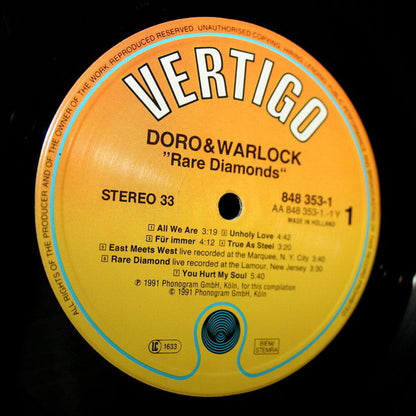 ALL RIGHTS OF THE PRODUCER AND OF THE OWNER OF THE WORK REPRODUCED RESERVED. UNAUTHORISED COPYING, HIRING, LENDING, PUBLIC
VERTIGO
DORO&WARLOCK
"Rare Diamonds"
STEREO 33
848 353-1
AA 848 353-1.-1 Y
MADE IN HOLLAND
1
1 All We Are 3:19 2 Unholy Love 4:42
3 Für immer 4:12 4 True As Steel 3:20
5 East Meets West live recorded at the Marquee, N. Y. City 3:40
6 Rare Diamond live recorded at the Lamour, New Jersey 3:30
7 You Hurt My Soul 5:40
℗ 1991 Phonogram GmbH, Köln, for this compilation
© 1991 Phonogram GmbH, Köln
LC 1633
BIEM/
STEMRA